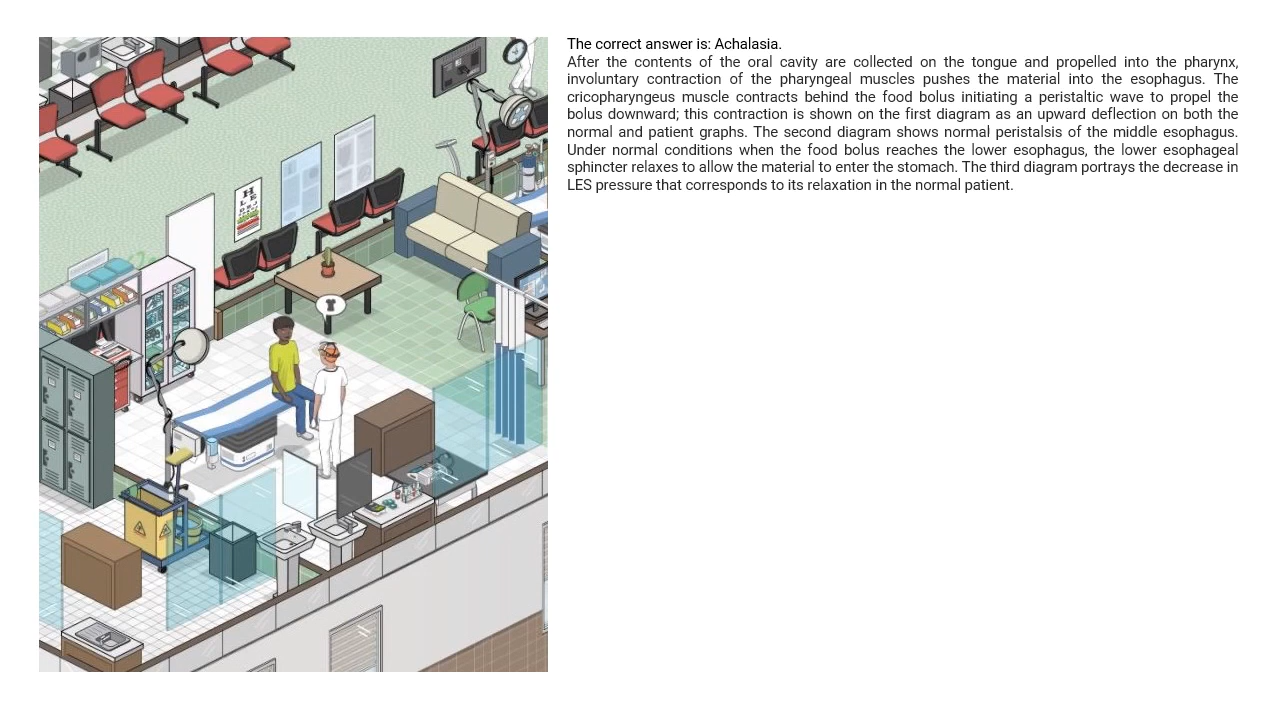 The correct answer is: Achalasia.
After the contents of the oral cavity are collected on the tongue and propelled into the pharynx,
involuntary contraction of the pharyngeal muscles pushes the material into the esophagus. The
cricopharyngeus muscle contracts behind the food bolus initiating a peristaltic wave to propel the
bolus downward; this contraction is shown on the first diagram as an upward deflection on both the
normal and patient graphs. The second diagram shows normal peristalsis of the middle esophagus.
Under normal conditions when the food bolus reaches the lower esophagus, the lower esophageal
sphincter relaxes to allow the material to enter the stomach. The third diagram portrays the decrease in
LES pressure that corresponds to its relaxation in the normal patient.